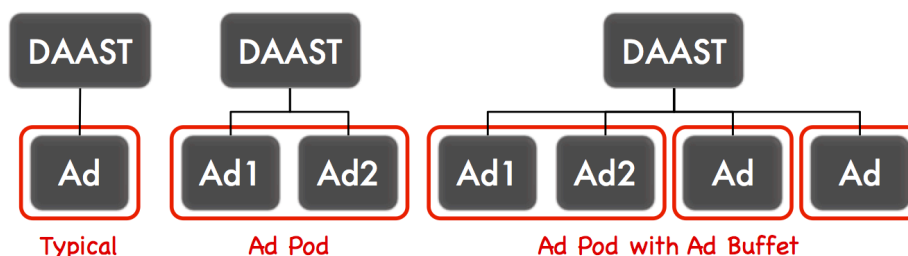 DAAST DAAST DAAST
Ad Ad1 Ad2 Ad1 Ad2 Ad Ad
Typical Ad Pod Ad Pod with Ad Buffet